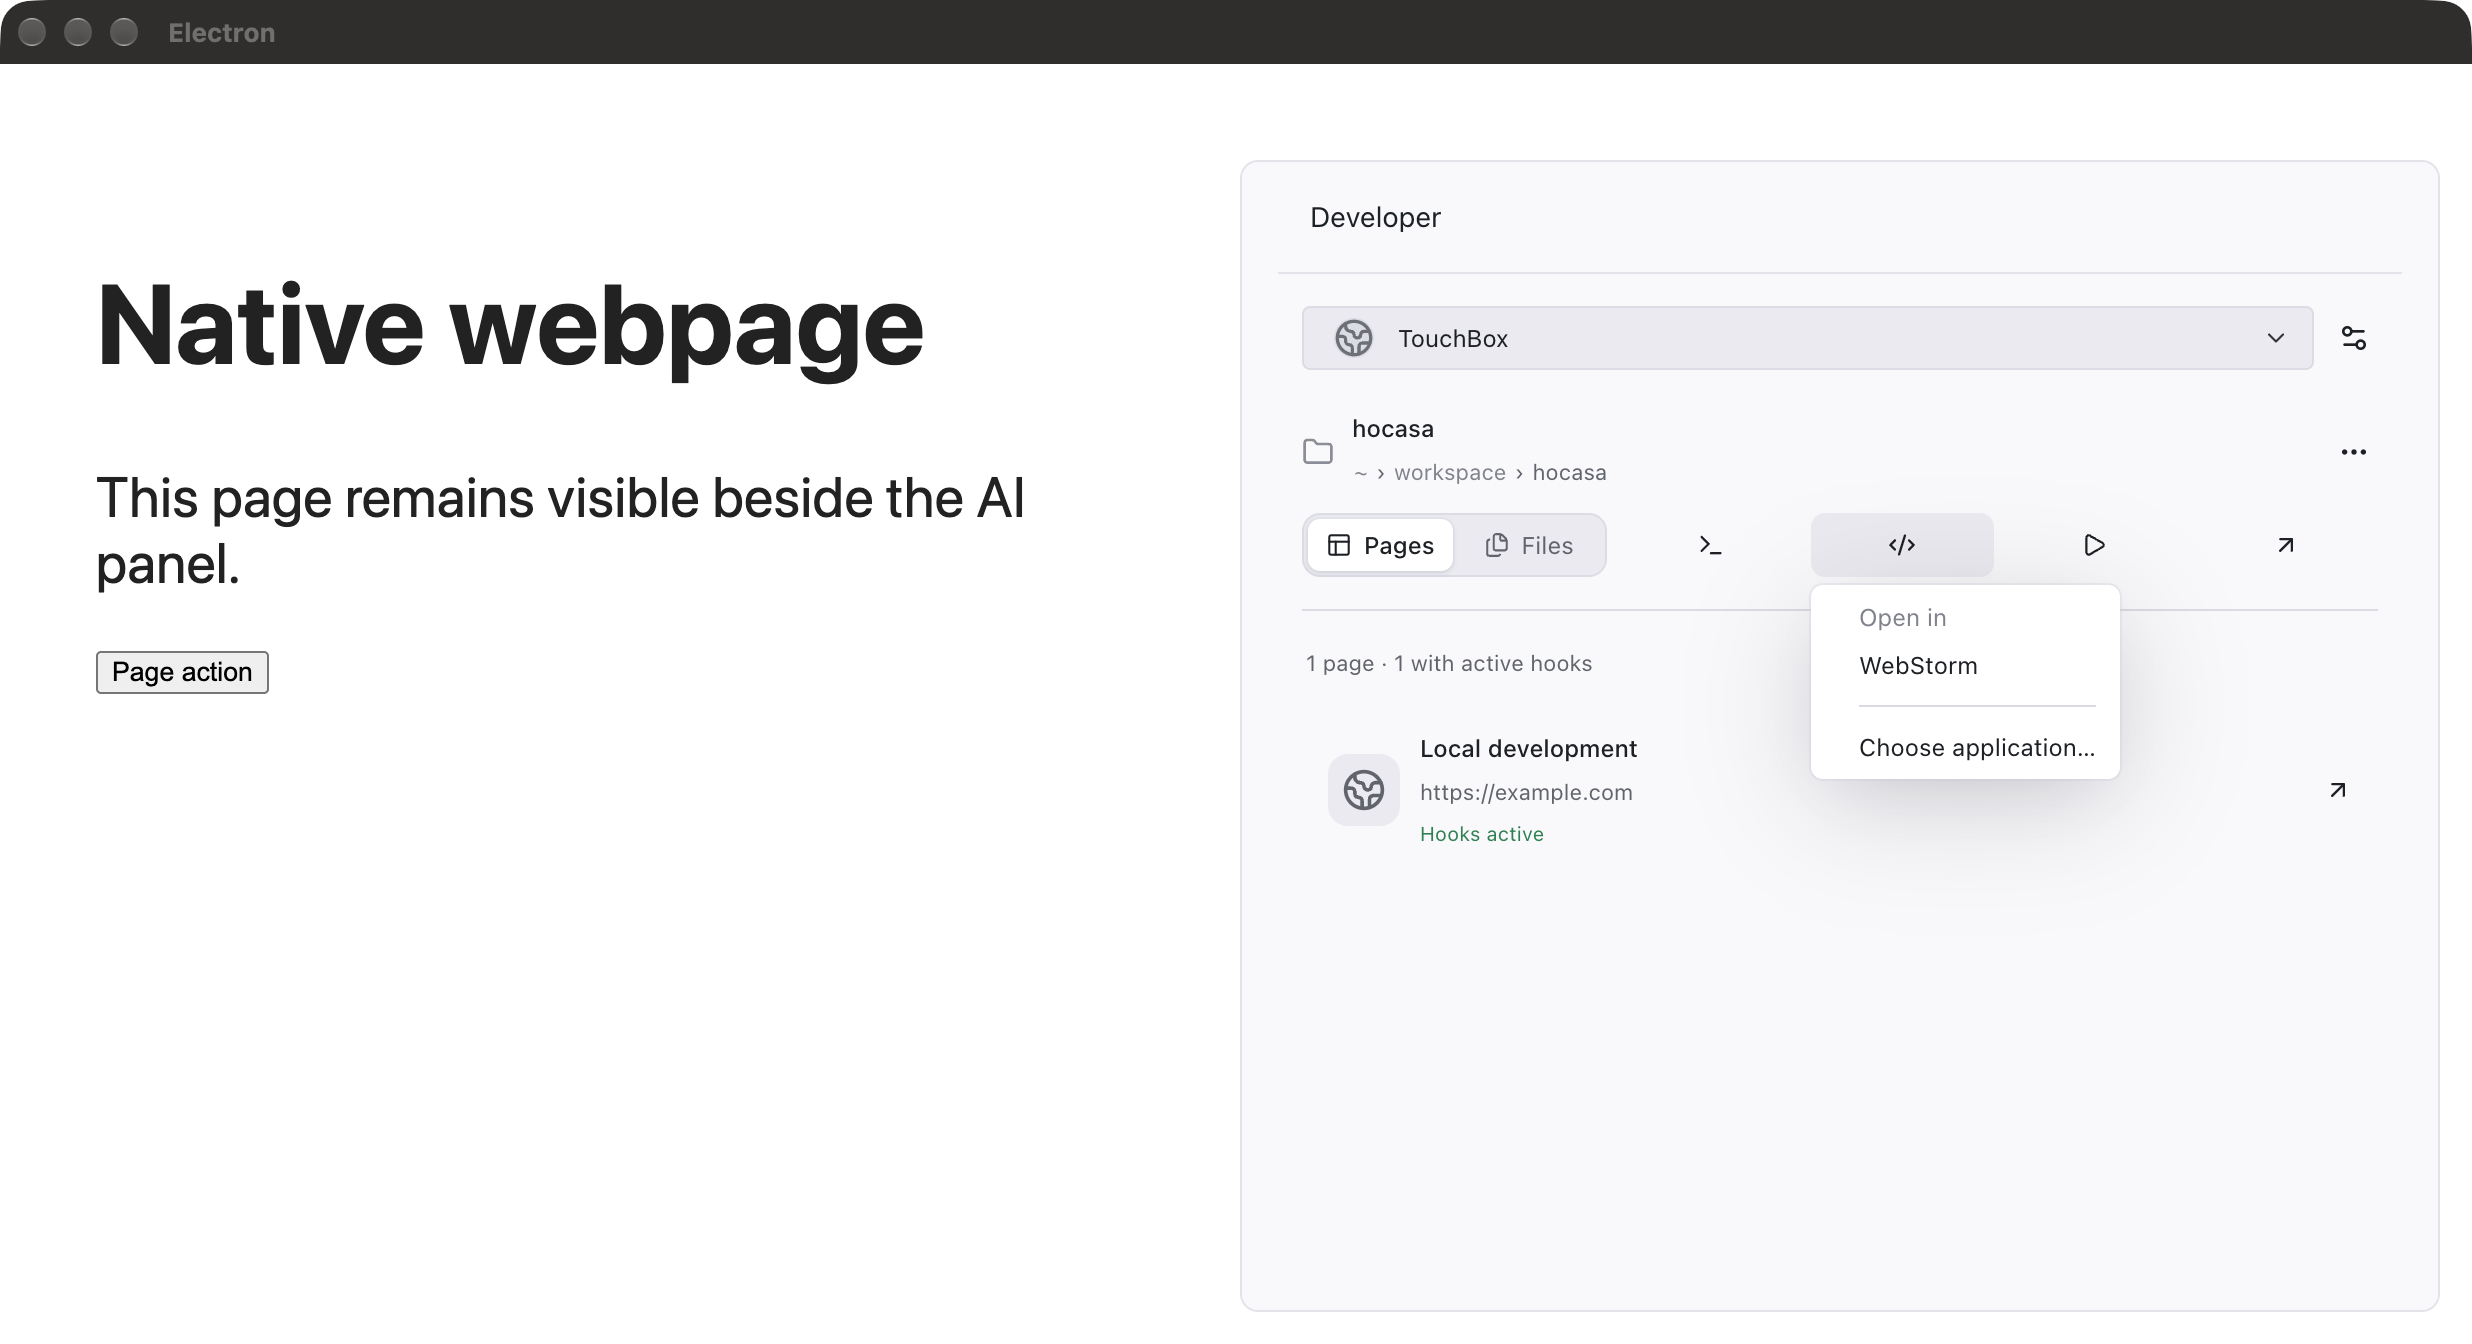 Electron
Native webpage
This page remains visible beside the AI
panel.
Page action
Developer
TouchBox
hocasa
~ › workspace › hocasa
Pages
Files
Open in
WebStorm
Choose application...
1 page · 1 with active hooks
Local development
https://example.com
Hooks active